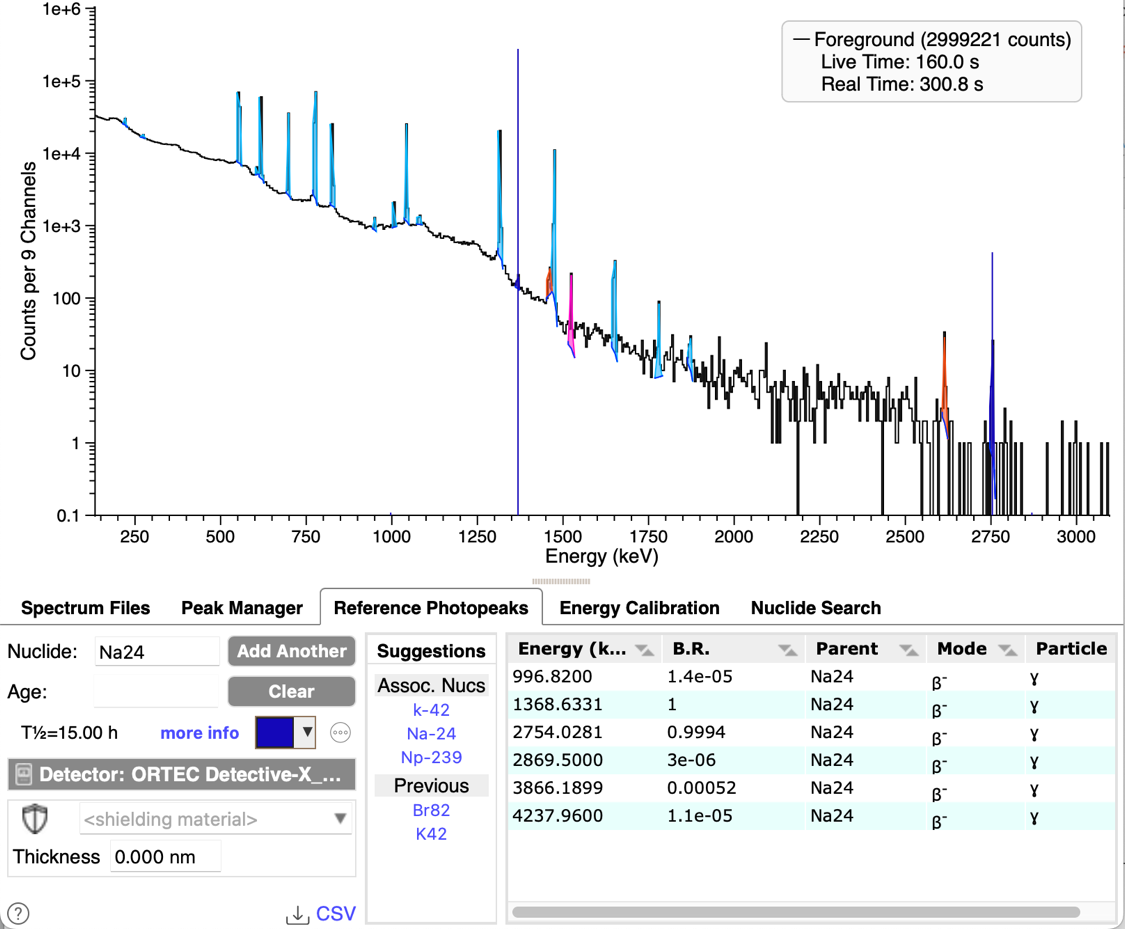 1e+6
1e+5
1e+4
1e+3
100
10
1
0.1
Counts per 9 Channels
— Foreground (2999221 counts)
Live Time: 160.0 s
Real Time: 300.8 s
250 500 750 1000 1250 1500 1750 2000 2250 2500 2750 3000
Energy (keV)
Spectrum Files Peak Manager Reference Photopeaks Energy Calibration Nuclide Search
Nuclide: Na24 Add Another
Age: Clear
T½=15.00 h more info
Detector: ORTEC Detective-X_...
<shielding material>
Thickness 0.000 nm
? CSV
Suggestions
Assoc. Nucs
k-42
Na-24
Np-239
Previous
Br82
K42
Energy (k... B.R. Parent Mode Particle
996.8200 1.4e-05 Na24 β⁻ γ
1368.6331 1 Na24 β⁻ γ
2754.0281 0.9994 Na24 β⁻ γ
2869.5000 3e-06 Na24 β⁻ γ
3866.1899 0.00052 Na24 β⁻ γ
4237.9600 1.1e-05 Na24 β⁻ γ